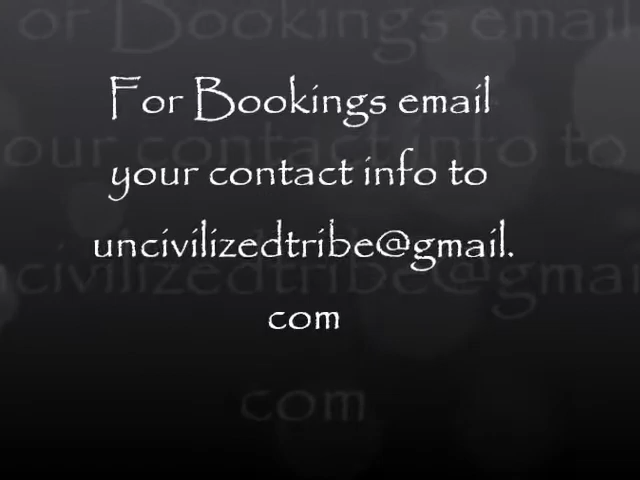 For Bookings email
your contact info to
uncivilizedtribe@gmail.
com